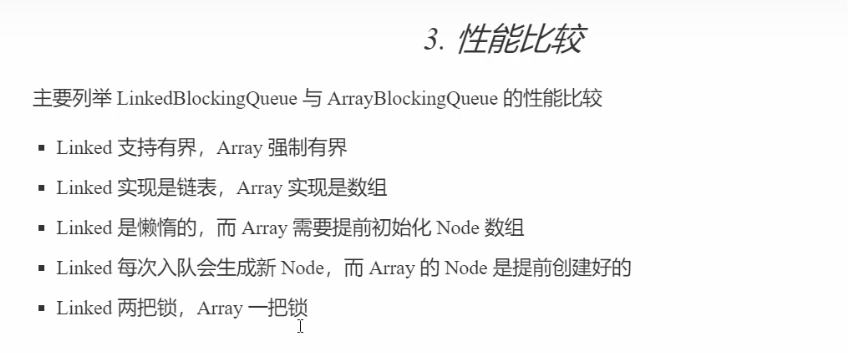 3. 性能比较
主要列举 LinkedBlockingQueue 与 ArrayBlockingQueue 的性能比较
▪ Linked 支持有界，Array 强制有界
▪ Linked 实现是链表，Array 实现是数组
▪ Linked 是懒惰的，而 Array 需要提前初始化 Node 数组
▪ Linked 每次入队会生成新 Node，而 Array 的 Node 是提前创建好的
▪ Linked 两把锁，Array 一把锁